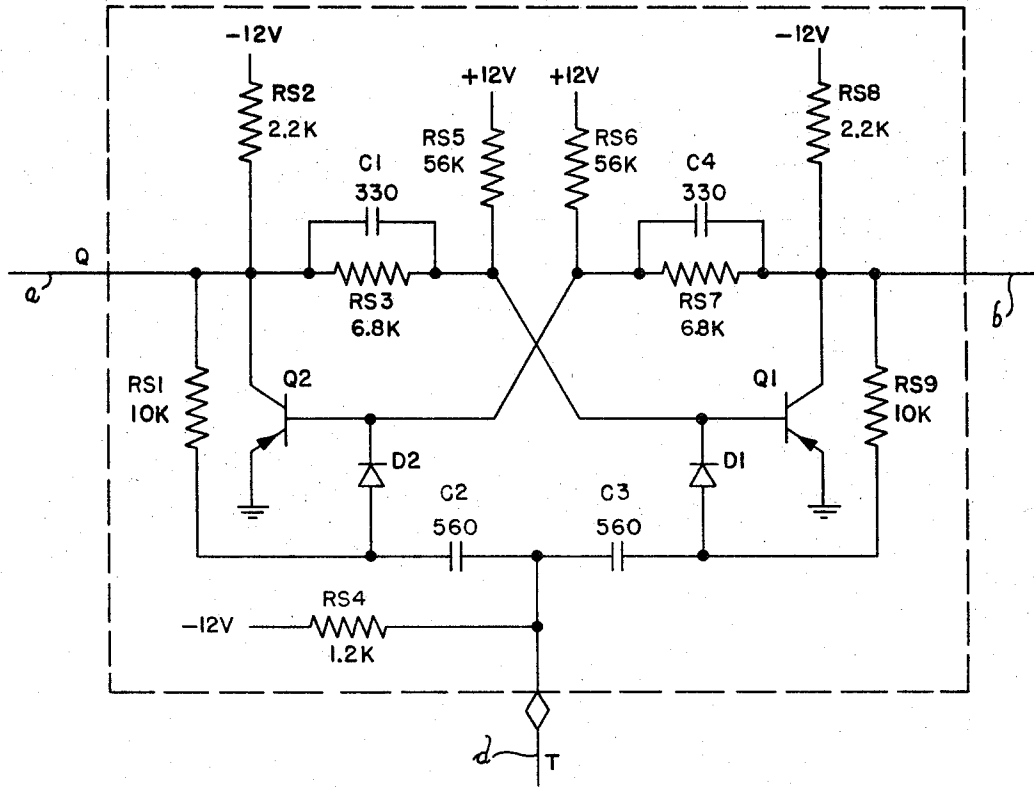 -12V
-12V
RS2
2.2K
+12V
+12V
RS8
2.2K
RS5
56K
RS6
56K
C1
330
C4
330
Q
a
RS3
6.8K
RS7
6.8K
b
RS1
10K
Q2
Q1
RS9
10K
D2
D1
C2
560
C3
560
RS4
-12V
1.2K
d
T